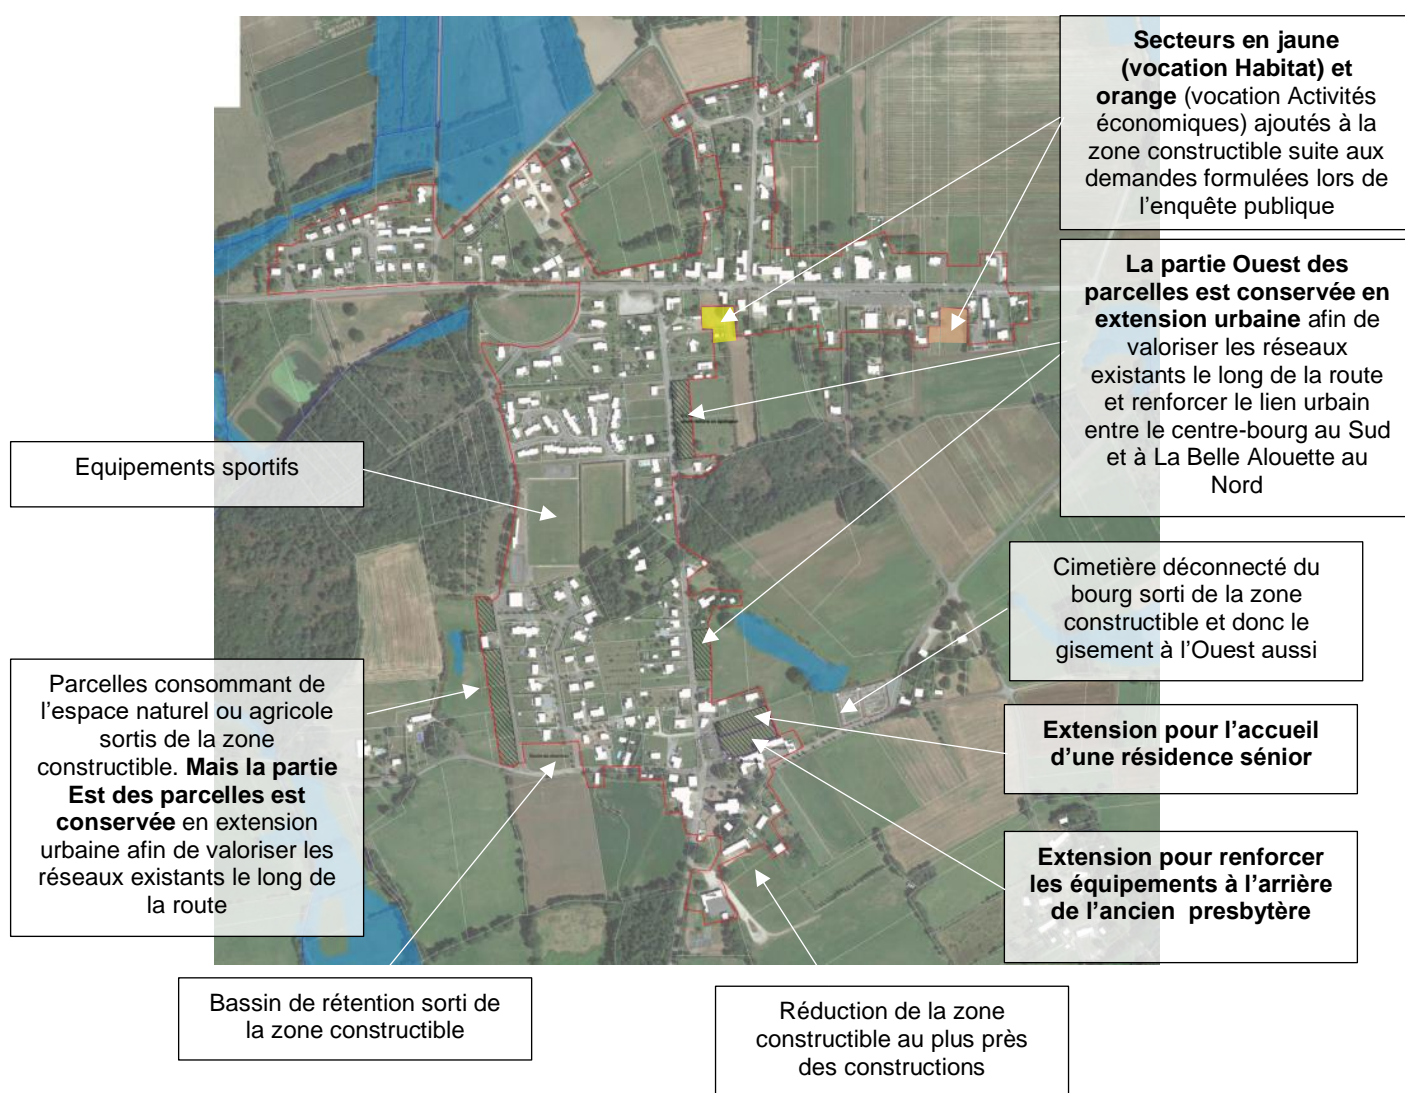 Secteurs en jaune
(vocation Habitat) et
orange (vocation Activités
économiques) ajoutés à la
zone constructible suite aux
demandes formulées lors de
l’enquête publique
La partie Ouest des
parcelles est conservée en
extension urbaine afin de
valoriser les réseaux
existants le long de la route
et renforcer le lien urbain
entre le centre-bourg au Sud
et à La Belle Alouette au
Nord
Equipements sportifs
Cimetière déconnecté du
bourg sorti de la zone
constructible et donc le
gisement à l’Ouest aussi
Parcelles consommant de
l’espace naturel ou agricole
sortis de la zone
constructible. Mais la partie
Est des parcelles est
conservée en extension
urbaine afin de valoriser les
réseaux existants le long de
la route
Extension pour l’accueil
d’une résidence sénior
Extension pour renforcer
les équipements à l’arrière
de l’ancien presbytère
Bassin de rétention sorti de
la zone constructible
Réduction de la zone
constructible au plus près
des constructions